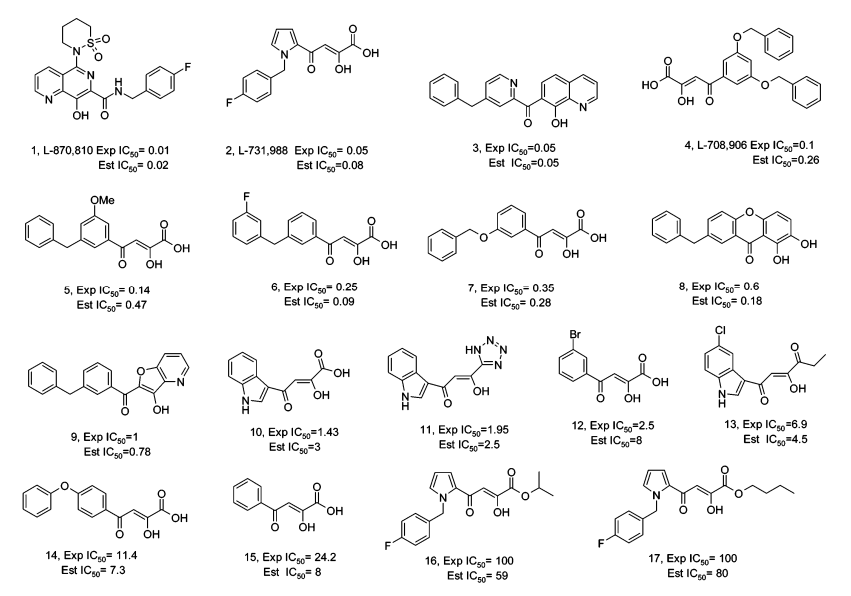 1, L-870,810 Exp IC50= 0.01
Est IC50= 0.02
2, L-731,988 Exp IC50= 0.05
Est IC50=0.08
3, Exp IC50=0.05
Est IC50=0.05
4, L-708,906 Exp IC50=0.1
Est IC50=0.26
5, Exp IC50= 0.14
Est IC50= 0.47
6, Exp IC50= 0.25
Est IC50= 0.09
7, Exp IC50= 0.35
Est IC50= 0.28
8, Exp IC50= 0.6
Est IC50= 0.18
9, Exp IC50=1
Est IC50=0.78
10, Exp IC50=1.43
Est IC50=3
11, Exp IC50=1.95
Est IC50=2.5
12, Exp IC50=2.5
Est IC50=8
13, Exp IC50=6.9
Est IC50=4.5
14, Exp IC50= 11.4
Est IC50= 7.3
15, Exp IC50= 24.2
Est IC50= 8
16, Exp IC50= 100
Est IC50= 59
17, Exp IC50= 100
Est IC50= 80